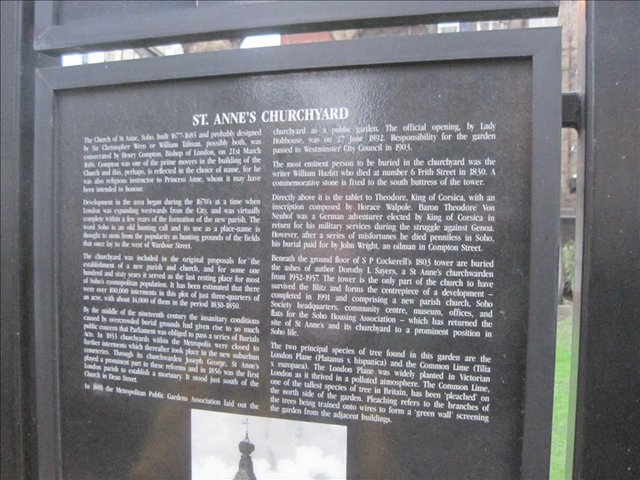 ST. ANNE'S CHURCHYARD
The Church of St Anne, Soho, built 1677-1685 and probably designed
by Sir Christopher Wren or William Talman, possibly both, was
consecrated by Henry Compton, Bishop of London, on 21st March
1686. Compton was one of the prime movers in the building of the
Church and this, perhaps, is reflected in the choice of name, for he
was also religious instructor to Princess Anne, whom it may have
been intended to honour.
Development in the area began during the 1670's at a time when
London was expanding westwards from the City, and was virtually
complete within a few years of the formation of the new parish. The
word Soho is an old hunting call and its use as a place-name is
thought to stem from the popularity as hunting grounds of the fields
that once lay to the west of Wardour Street.
The churchyard was included in the original proposals for the
establishment of a new parish and church, and for some one
hundred and sixty years it served as the last resting place for most
of Soho's cosmopolitan population. It has been estimated that there
were over 100,000 interments in this plot of just three-quarters of
an acre, with about 14,000 of them in the period 1830-1850.
By the middle of the nineteenth century the insanitary conditions
caused by overcrowded burial grounds had given rise to so much
public concern that Parliament was obliged to pass a series of Burials
Acts. In 1853 churchyards within the Metropolis were closed to
further interments which thereafter took place in the new suburban
cemeteries. Through its churchwarden Joseph George, St Anne's
played a prominent part in these reforms and in 1856 was the first
London parish to establish a mortuary. It stood just south of the
Church in Dean Street.
In 1891 the Metropolitan Public Gardens Association laid out the
churchyard as a public garden. The official opening, by Lady
Hobhouse, was on 27 June 1892. Responsibility for the garden
passed to Westminster City Council in 1903.
The most eminent person to be buried in the churchyard was the
writer William Hazlitt who died at number 6 Frith Street in 1830. A
commemorative stone is fixed to the south buttress of the tower.
Directly above it is the tablet to Theodore, King of Corsica, with an
inscription composed by Horace Walpole. Baron Theodore Von
Neuhof was a German adventurer elected by King of Corsica in
return for his military services during the struggle against Genoa.
However, after a series of misfortunes he died penniless in Soho,
his burial paid for by John Wright, an oilman in Compton Street.
Beneath the ground floor of S P Cockerell's 1803 tower are buried
the ashes of author Dorothy L Sayers, a St Anne's churchwarden
from 1952-1957. The tower is the only part of the church to have
survived the Blitz and forms the centrepiece of a development –
completed in 1991 and comprising a new parish church, Soho
Society headquarters, community centre, museum, offices, and
flats for the Soho Housing Association – which has returned the
site of St Anne's and its churchyard to a prominent position in
Soho life.
The two principal species of tree found in this garden are the
London Plane (Platanus x hispanica) and the Common Lime (Tilia
x europaea). The London Plane was widely planted in Victorian
London as it thrived in a polluted atmosphere. The Common Lime,
one of the tallest species of tree in Britain, has been 'pleached' on
the north side of the garden. Pleaching refers to the branches of
the trees being trained onto wires to form a 'green wall' screening
the garden from the adjacent buildings.